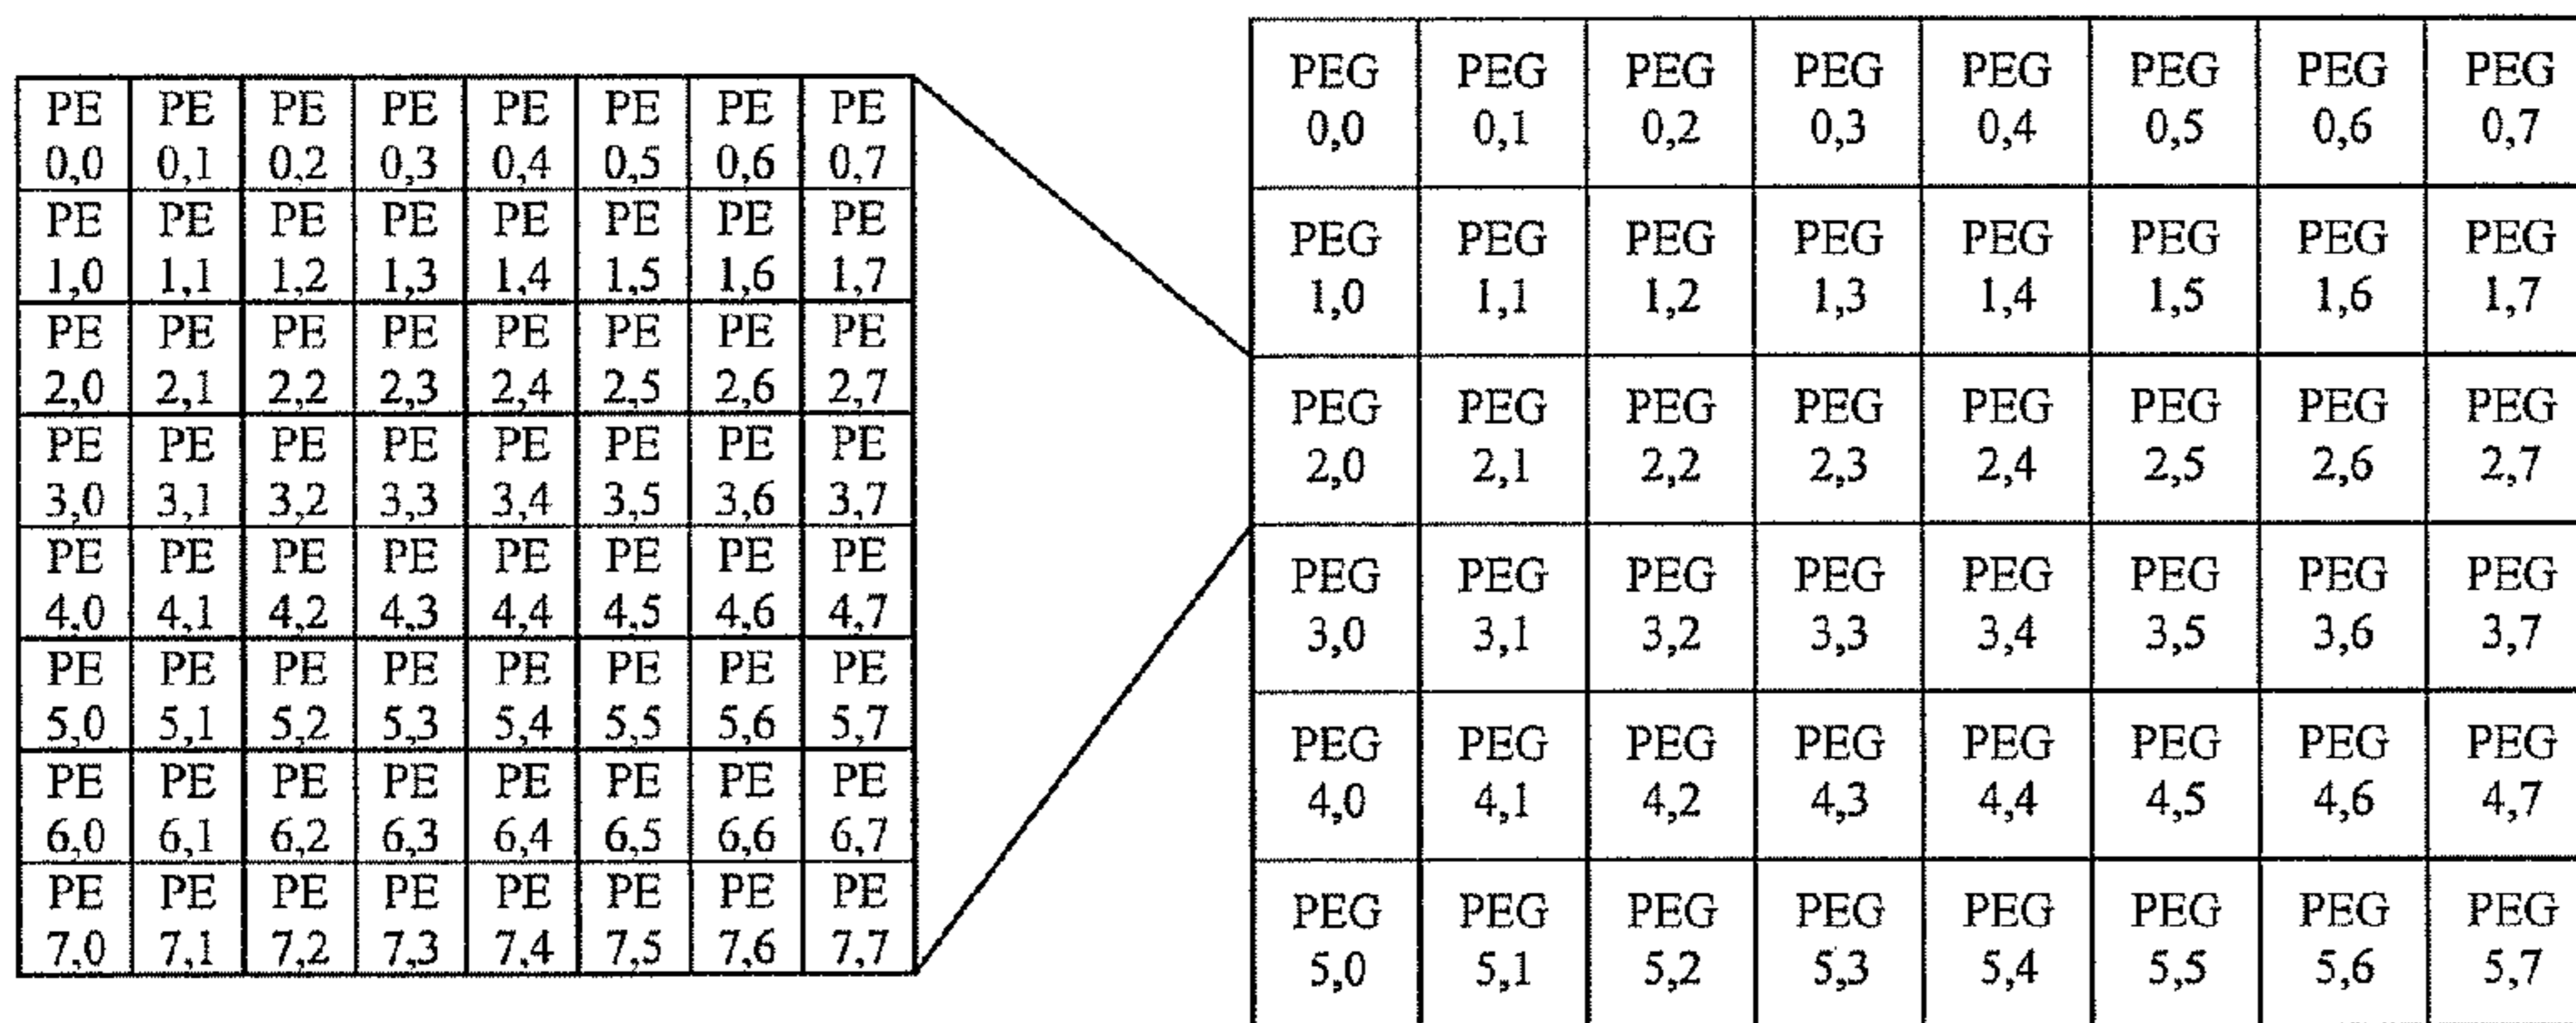 PE PE PE PE PE PE PE PE
0,0 0,1 0,2 0,3 0,4 0,5 0,6 0,7
PE PE PE PE PE PE PE PE
1,0 1,1 1,2 1,3 1,4 1,5 1,6 1,7
PE PE PE PE PE PE PE PE
2,0 2,1 2,2 2,3 2,4 2,5 2,6 2,7
PE PE PE PE PE PE PE PE
3,0 3,1 3,2 3,3 3,4 3,5 3,6 3,7
PE PE PE PE PE PE PE PE
4,0 4,1 4,2 4,3 4,4 4,5 4,6 4,7
PE PE PE PE PE PE PE PE
5,0 5,1 5,2 5,3 5,4 5,5 5,6 5,7
PE PE PE PE PE PE PE PE
6,0 6,1 6,2 6,3 6,4 6,5 6,6 6,7
PE PE PE PE PE PE PE PE
7,0 7,1 7,2 7,3 7,4 7,5 7,6 7,7
PEG PEG PEG PEG PEG PEG PEG PEG
0,0 0,1 0,2 0,3 0,4 0,5 0,6 0,7
PEG PEG PEG PEG PEG PEG PEG PEG
1,0 1,1 1,2 1,3 1,4 1,5 1,6 1,7
PEG PEG PEG PEG PEG PEG PEG PEG
2,0 2,1 2,2 2,3 2,4 2,5 2,6 2,7
PEG PEG PEG PEG PEG PEG PEG PEG
3,0 3,1 3,2 3,3 3,4 3,5 3,6 3,7
PEG PEG PEG PEG PEG PEG PEG PEG
4,0 4,1 4,2 4,3 4,4 4,5 4,6 4,7
PEG PEG PEG PEG PEG PEG PEG PEG
5,0 5,1 5,2 5,3 5,4 5,5 5,6 5,7